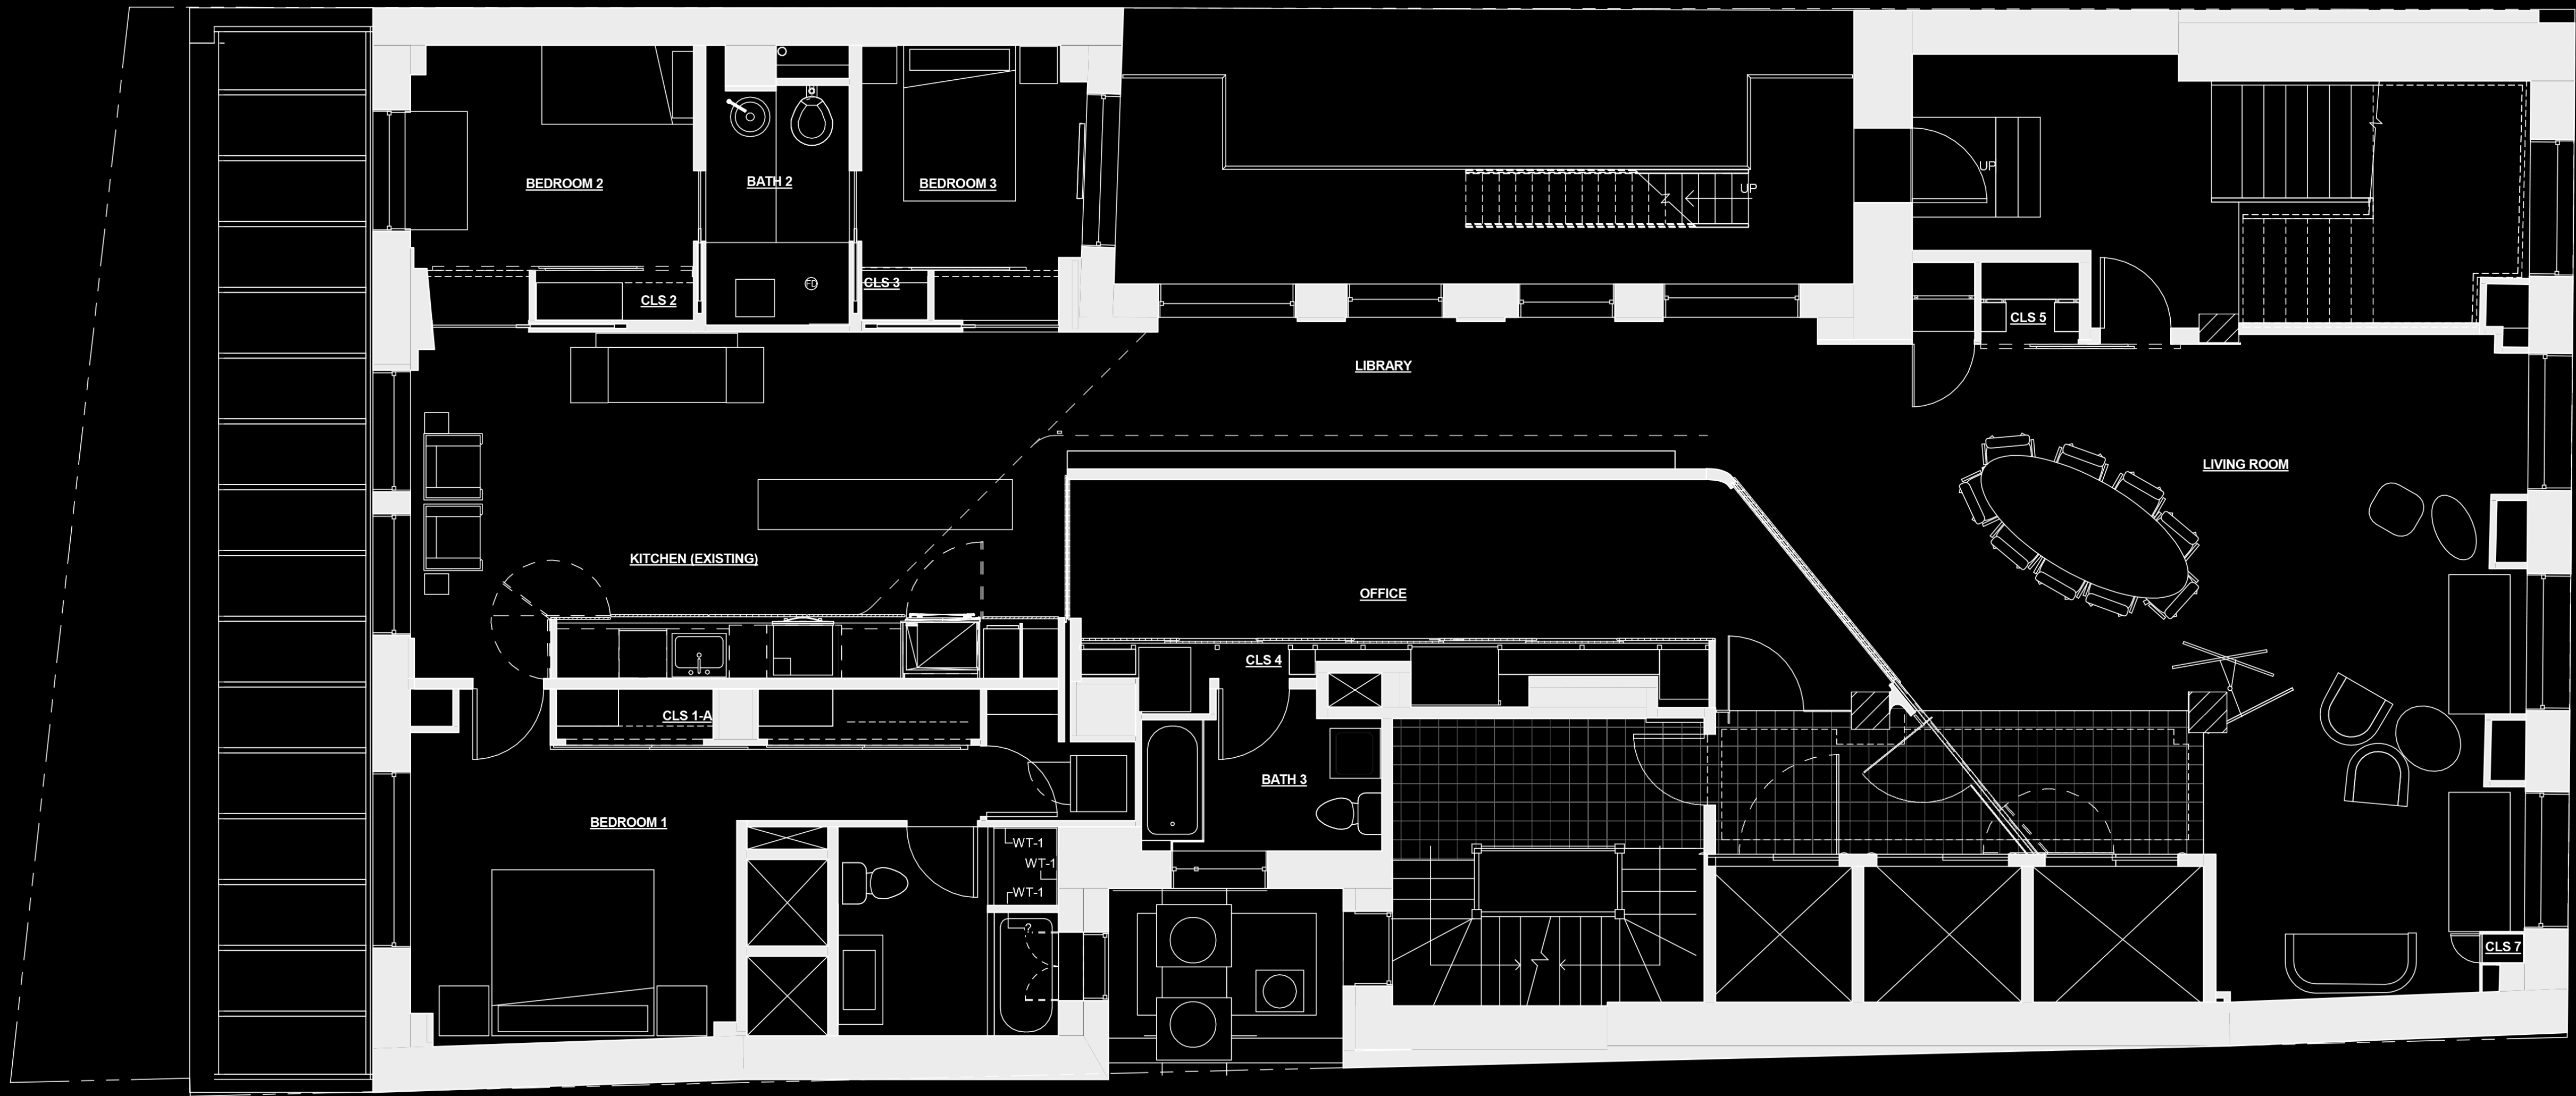 UP
BEDROOM 2
BATH 2
BEDROOM 3
UP
FD
CLS 2
CLS 3
CLS 5
LIBRARY
LIVING ROOM
KITCHEN (EXISTING)
OFFICE
CLS 4
CLS 1-A
BATH 3
BEDROOM 1
WT-1
WT-1
WT-1
?
CLS 7